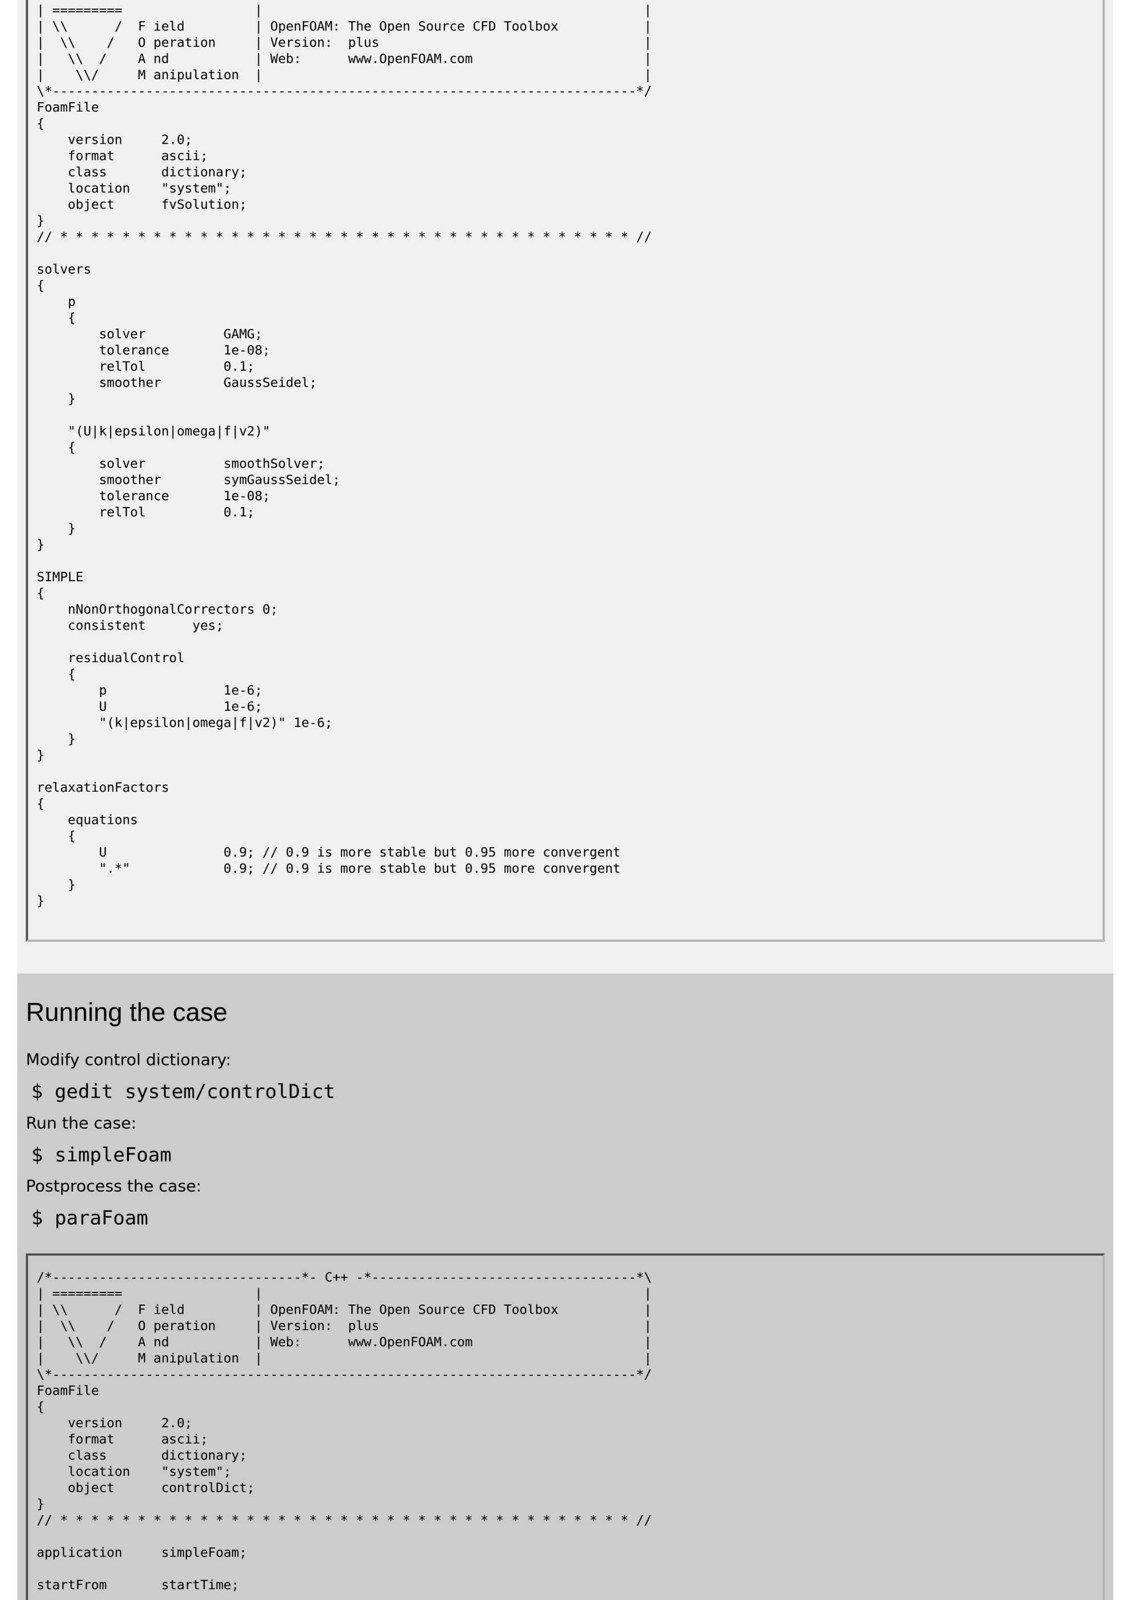 | =========                 |                                                 |
| \\      /  F ield         | OpenFOAM: The Open Source CFD Toolbox           |
|  \\    /   O peration     | Version:  plus                                  |
|   \\  /    A nd           | Web:      www.OpenFOAM.com                      |
|    \\/     M anipulation  |                                                 |
\*---------------------------------------------------------------------------*/
FoamFile
{
    version     2.0;
    format      ascii;
    class       dictionary;
    location    "system";
    object      fvSolution;
}
// * * * * * * * * * * * * * * * * * * * * * * * * * * * * * * * * * * * * * //

solvers
{
    p
    {
        solver          GAMG;
        tolerance       1e-08;
        relTol          0.1;
        smoother        GaussSeidel;
    }

    "(U|k|epsilon|omega|f|v2)"
    {
        solver          smoothSolver;
        smoother        symGaussSeidel;
        tolerance       1e-08;
        relTol          0.1;
    }
}

SIMPLE
{
    nNonOrthogonalCorrectors 0;
    consistent      yes;

    residualControl
    {
        p               1e-6;
        U               1e-6;
        "(k|epsilon|omega|f|v2)" 1e-6;
    }
}

relaxationFactors
{
    equations
    {
        U               0.9; // 0.9 is more stable but 0.95 more convergent
        ".*"            0.9; // 0.9 is more stable but 0.95 more convergent
    }
}

Running the case
Modify control dictionary:
$ gedit system/controlDict
Run the case:
$ simpleFoam
Postprocess the case:
$ paraFoam

/*--------------------------------*- C++ -*----------------------------------*\
| =========                 |                                                 |
| \\      /  F ield         | OpenFOAM: The Open Source CFD Toolbox           |
|  \\    /   O peration     | Version:  plus                                  |
|   \\  /    A nd           | Web:      www.OpenFOAM.com                      |
|    \\/     M anipulation  |                                                 |
\*---------------------------------------------------------------------------*/
FoamFile
{
    version     2.0;
    format      ascii;
    class       dictionary;
    location    "system";
    object      controlDict;
}
// * * * * * * * * * * * * * * * * * * * * * * * * * * * * * * * * * * * * * //

application     simpleFoam;

startFrom       startTime;